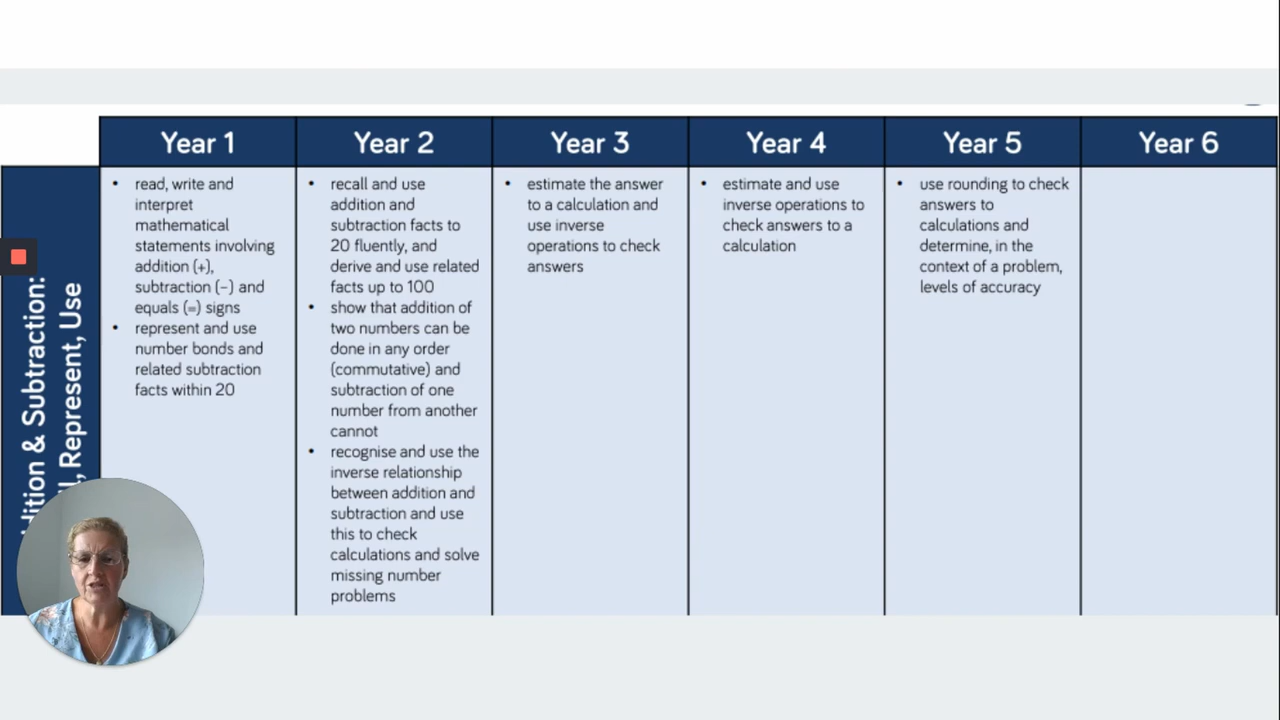 Year 1
Year 2
Year 3
Year 4
Year 5
Year 6
& Subtraction:
Represent, Use
• read, write and
interpret
mathematical
statements involving
addition (+),
subtraction (−) and
equals (=) signs
• represent and use
number bonds and
related subtraction
facts within 20
• recall and use
addition and
subtraction facts to
20 fluently, and
derive and use related
facts up to 100
• show that addition of
two numbers can be
done in any order
(commutative) and
subtraction of one
number from another
cannot
• recognise and use the
inverse relationship
between addition and
subtraction and use
this to check
calculations and solve
missing number
problems
• estimate the answer
to a calculation and
use inverse
operations to check
answers
• estimate and use
inverse operations to
check answers to a
calculation
• use rounding to check
answers to
calculations and
determine, in the
context of a problem,
levels of accuracy